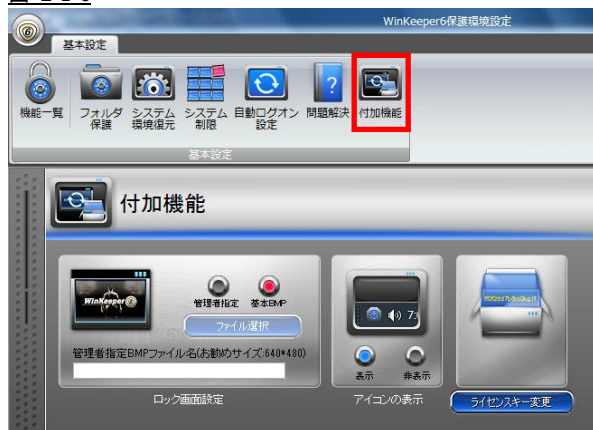 WinKeeper6保護環境設定
基本設定
機能一覧
フォルダ
保護
システム
環境復元
システム
制限
自動ログオン
設定
問題解決
付加機能
基本設定
付加機能
WinKeeper
管理者指定
基本BMP
ファイル選択
管理者指定BMPファイル名(お勧めサイズ:640*480)
ロック画面設定
表示
非表示
アイコンの表示
ライセンスキー変更